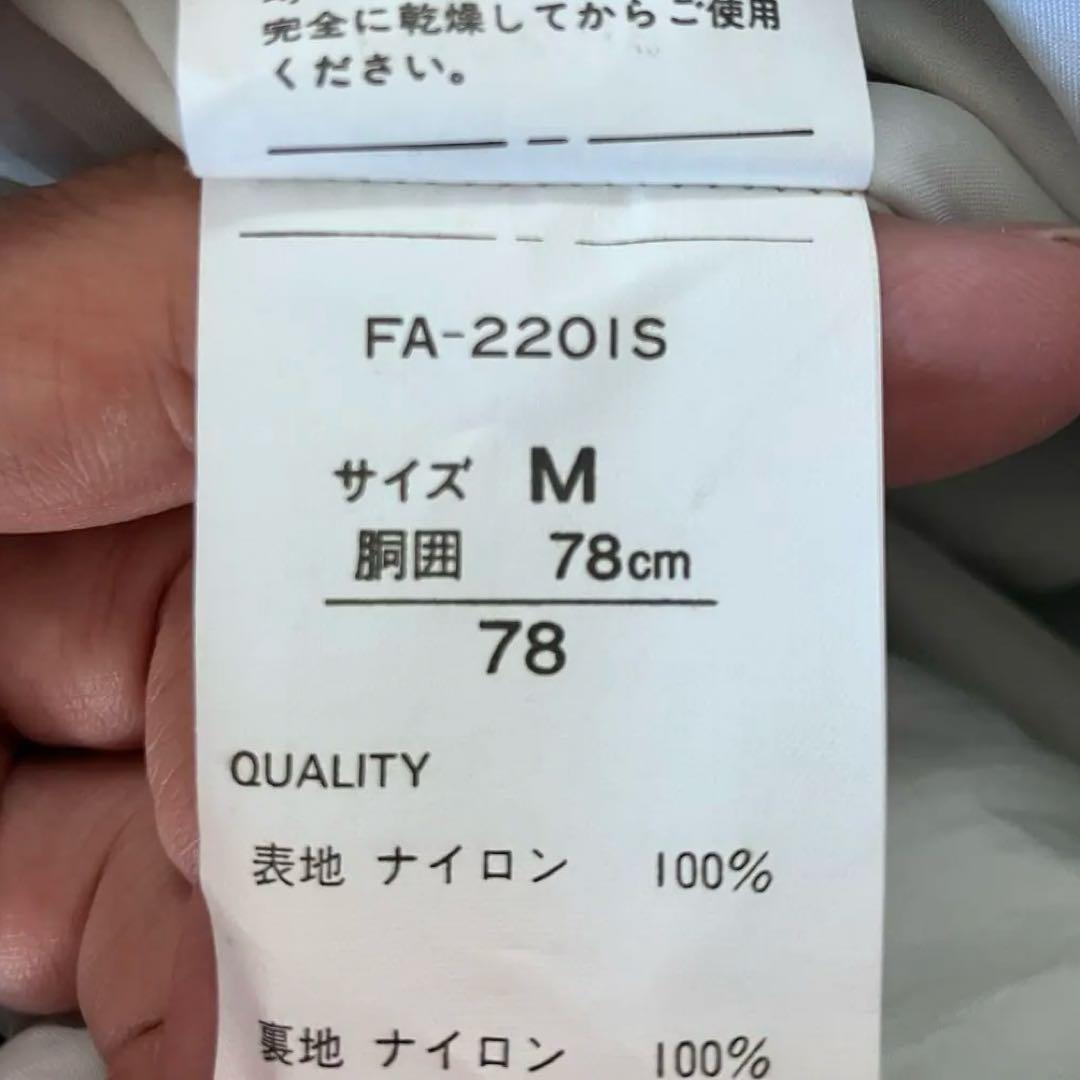 完全に乾燥してからご使用
ください。
FA-2201S
サイズ M
胴囲 78cm
78
QUALITY
表地 ナイロン 100%
裏地 ナイロン 100%